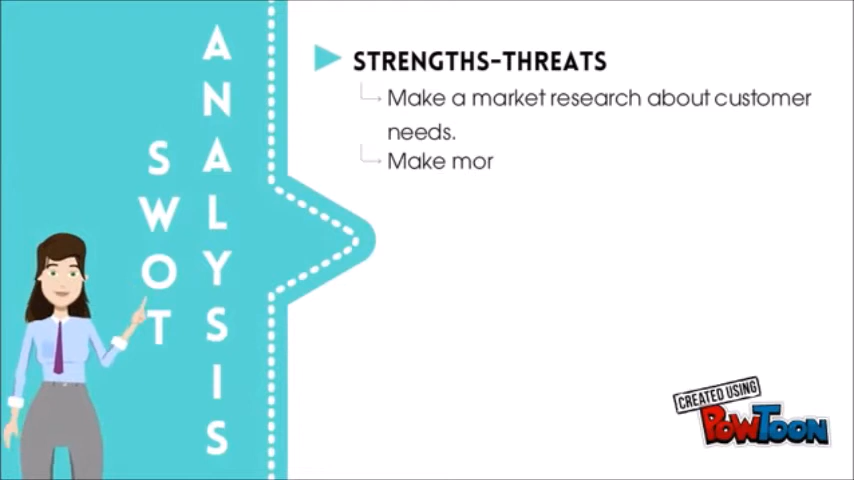 SWOT
ANALYSIS
STRENGTHS-THREATS
Make a market research about customer
needs.
Make mor
CREATED USING
POWTOON